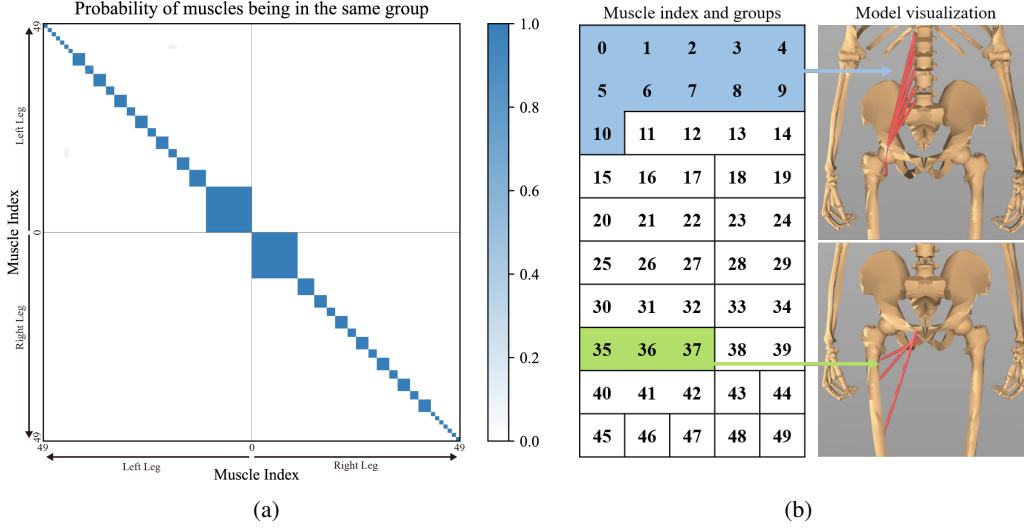 Probability of muscles being in the same group
49
Left Leg
0
Right Leg
49
Muscle Index
49
0
49
Left Leg
Right Leg
Muscle Index
1.0
0.8
0.6
0.4
0.2
0.0
(a)
Muscle index and groups
0 1 2 3 4
5 6 7 8 9
10 11 12 13 14
15 16 17 18 19
20 21 22 23 24
25 26 27 28 29
30 31 32 33 34
35 36 37 38 39
40 41 42 43 44
45 46 47 48 49
Model visualization
(b)